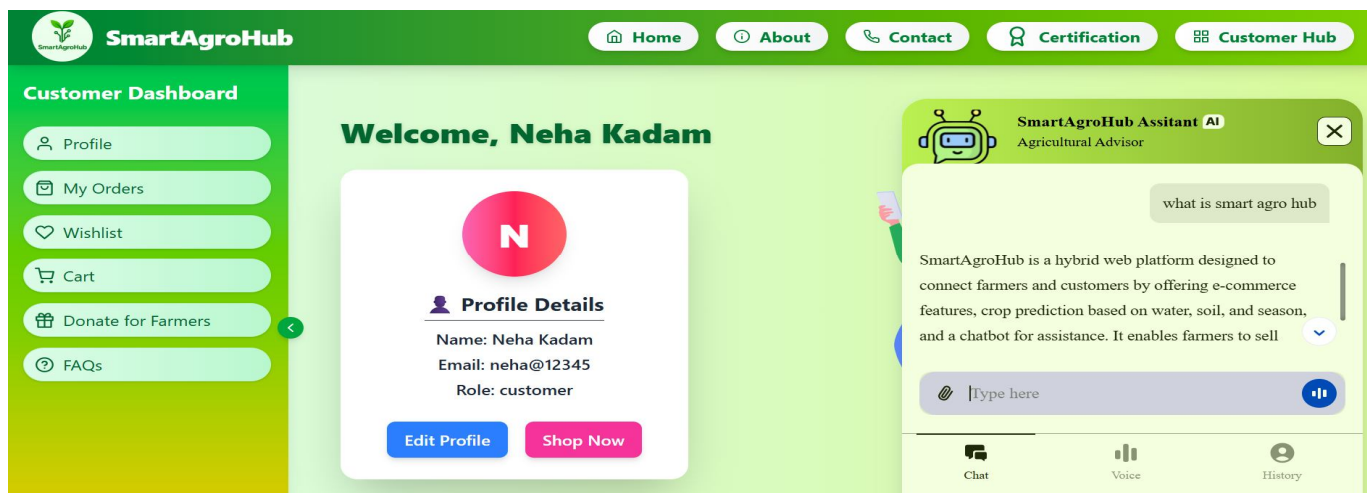 SmartAgroHub
SmartAgroHub
Home
About
Contact
Certification
Customer Hub
Customer Dashboard
Profile
My Orders
Wishlist
Cart
Donate for Farmers
FAQs
Welcome, Neha Kadam
N
Profile Details
Name: Neha Kadam
Email: neha@12345
Role: customer
Edit Profile
Shop Now
SmartAgroHub Assitant AI
Agricultural Advisor
what is smart agro hub
SmartAgroHub is a hybrid web platform designed to
connect farmers and customers by offering e-commerce
features, crop prediction based on water, soil, and season,
and a chatbot for assistance. It enables farmers to sell
Type here
Chat
Voice
History